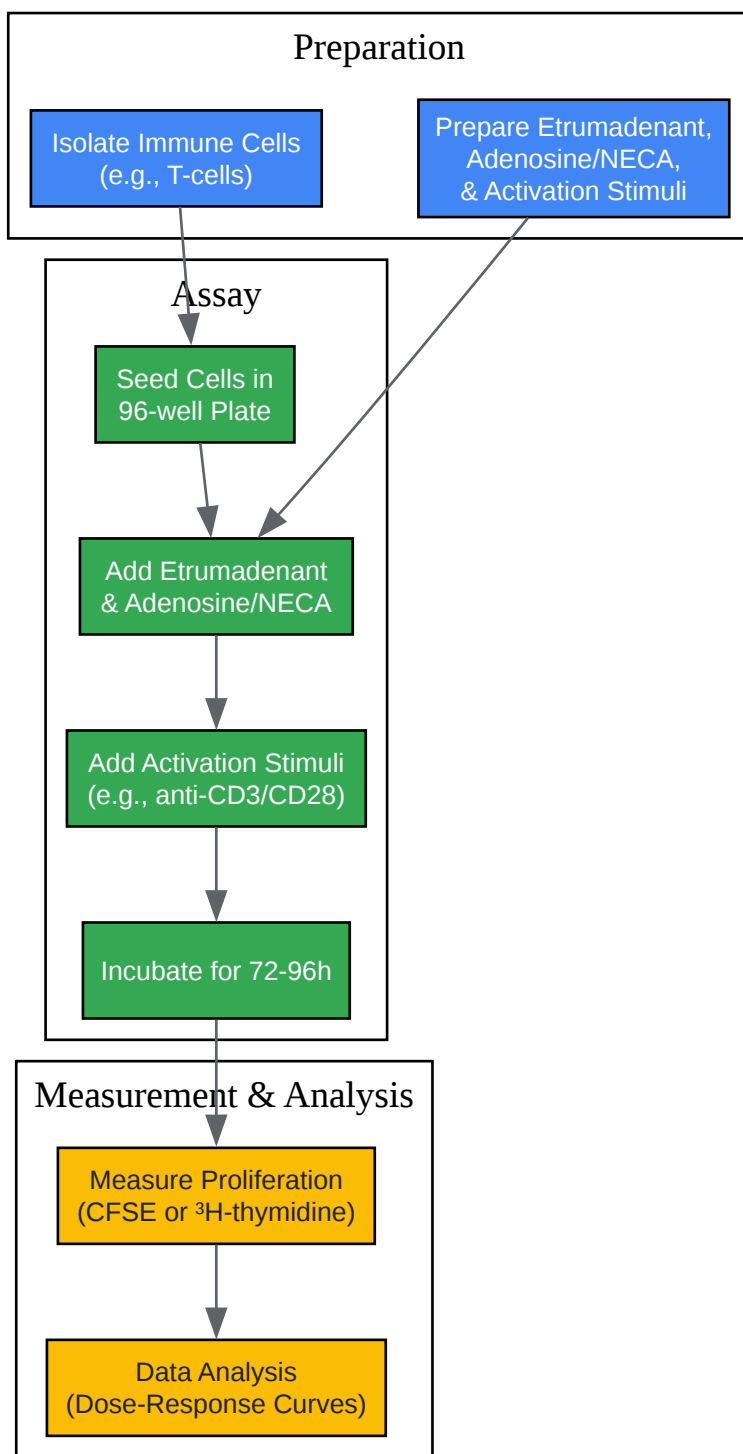 Preparation
Isolate Immune Cells
(e.g., T-cells)
Prepare Etrumadenant,
Adenosine/NECA,
& Activation Stimuli
Assay
Seed Cells in
96-well Plate
Add Etrumadenant
& Adenosine/NECA
Add Activation Stimuli
(e.g., anti-CD3/CD28)
Incubate for 72-96h
Measurement & Analysis
Measure Proliferation
(CFSE or ³H-thymidine)
Data Analysis
(Dose-Response Curves)